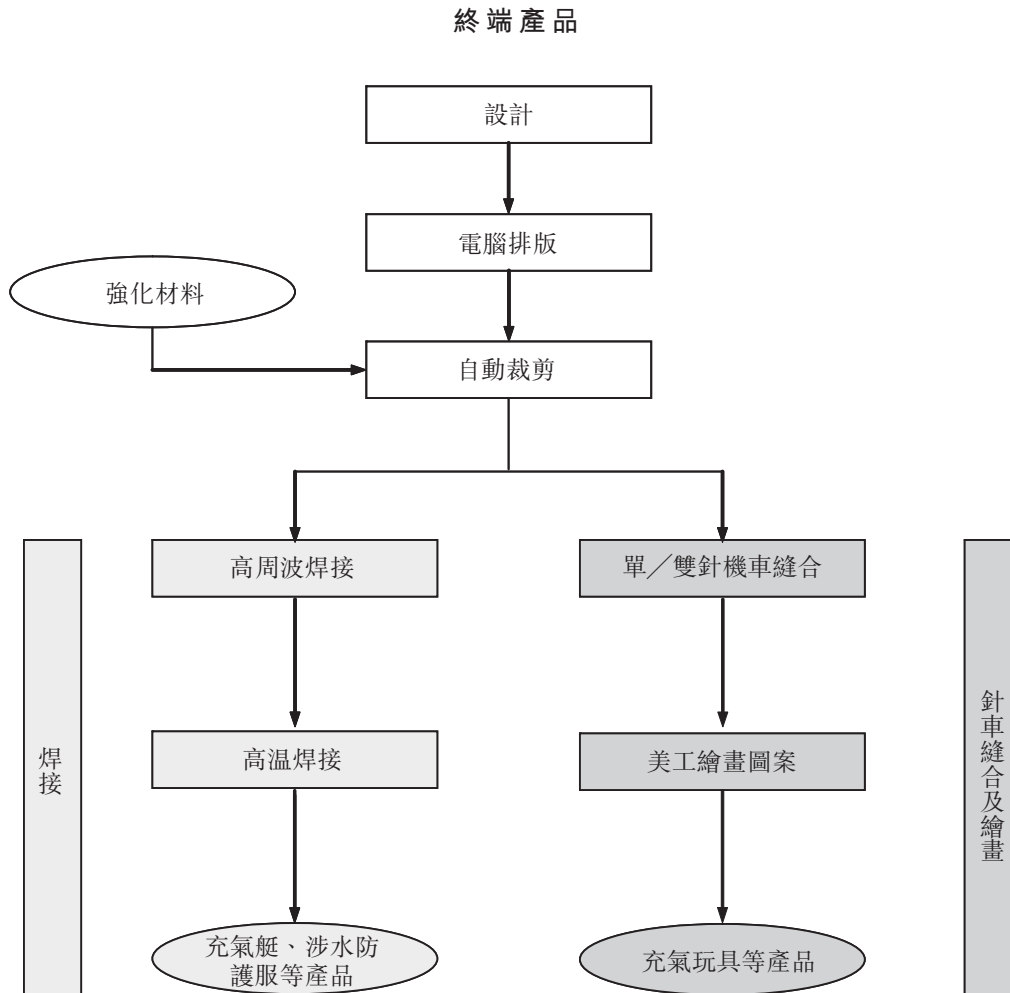 終端產品
設計
電腦排版
強化材料
自動裁剪
高周波焊接
單／雙針機車縫合
焊接
高温焊接
美工繪畫圖案
針車縫合及繪畫
充氣艇、涉水防
護服等產品
充氣玩具等產品